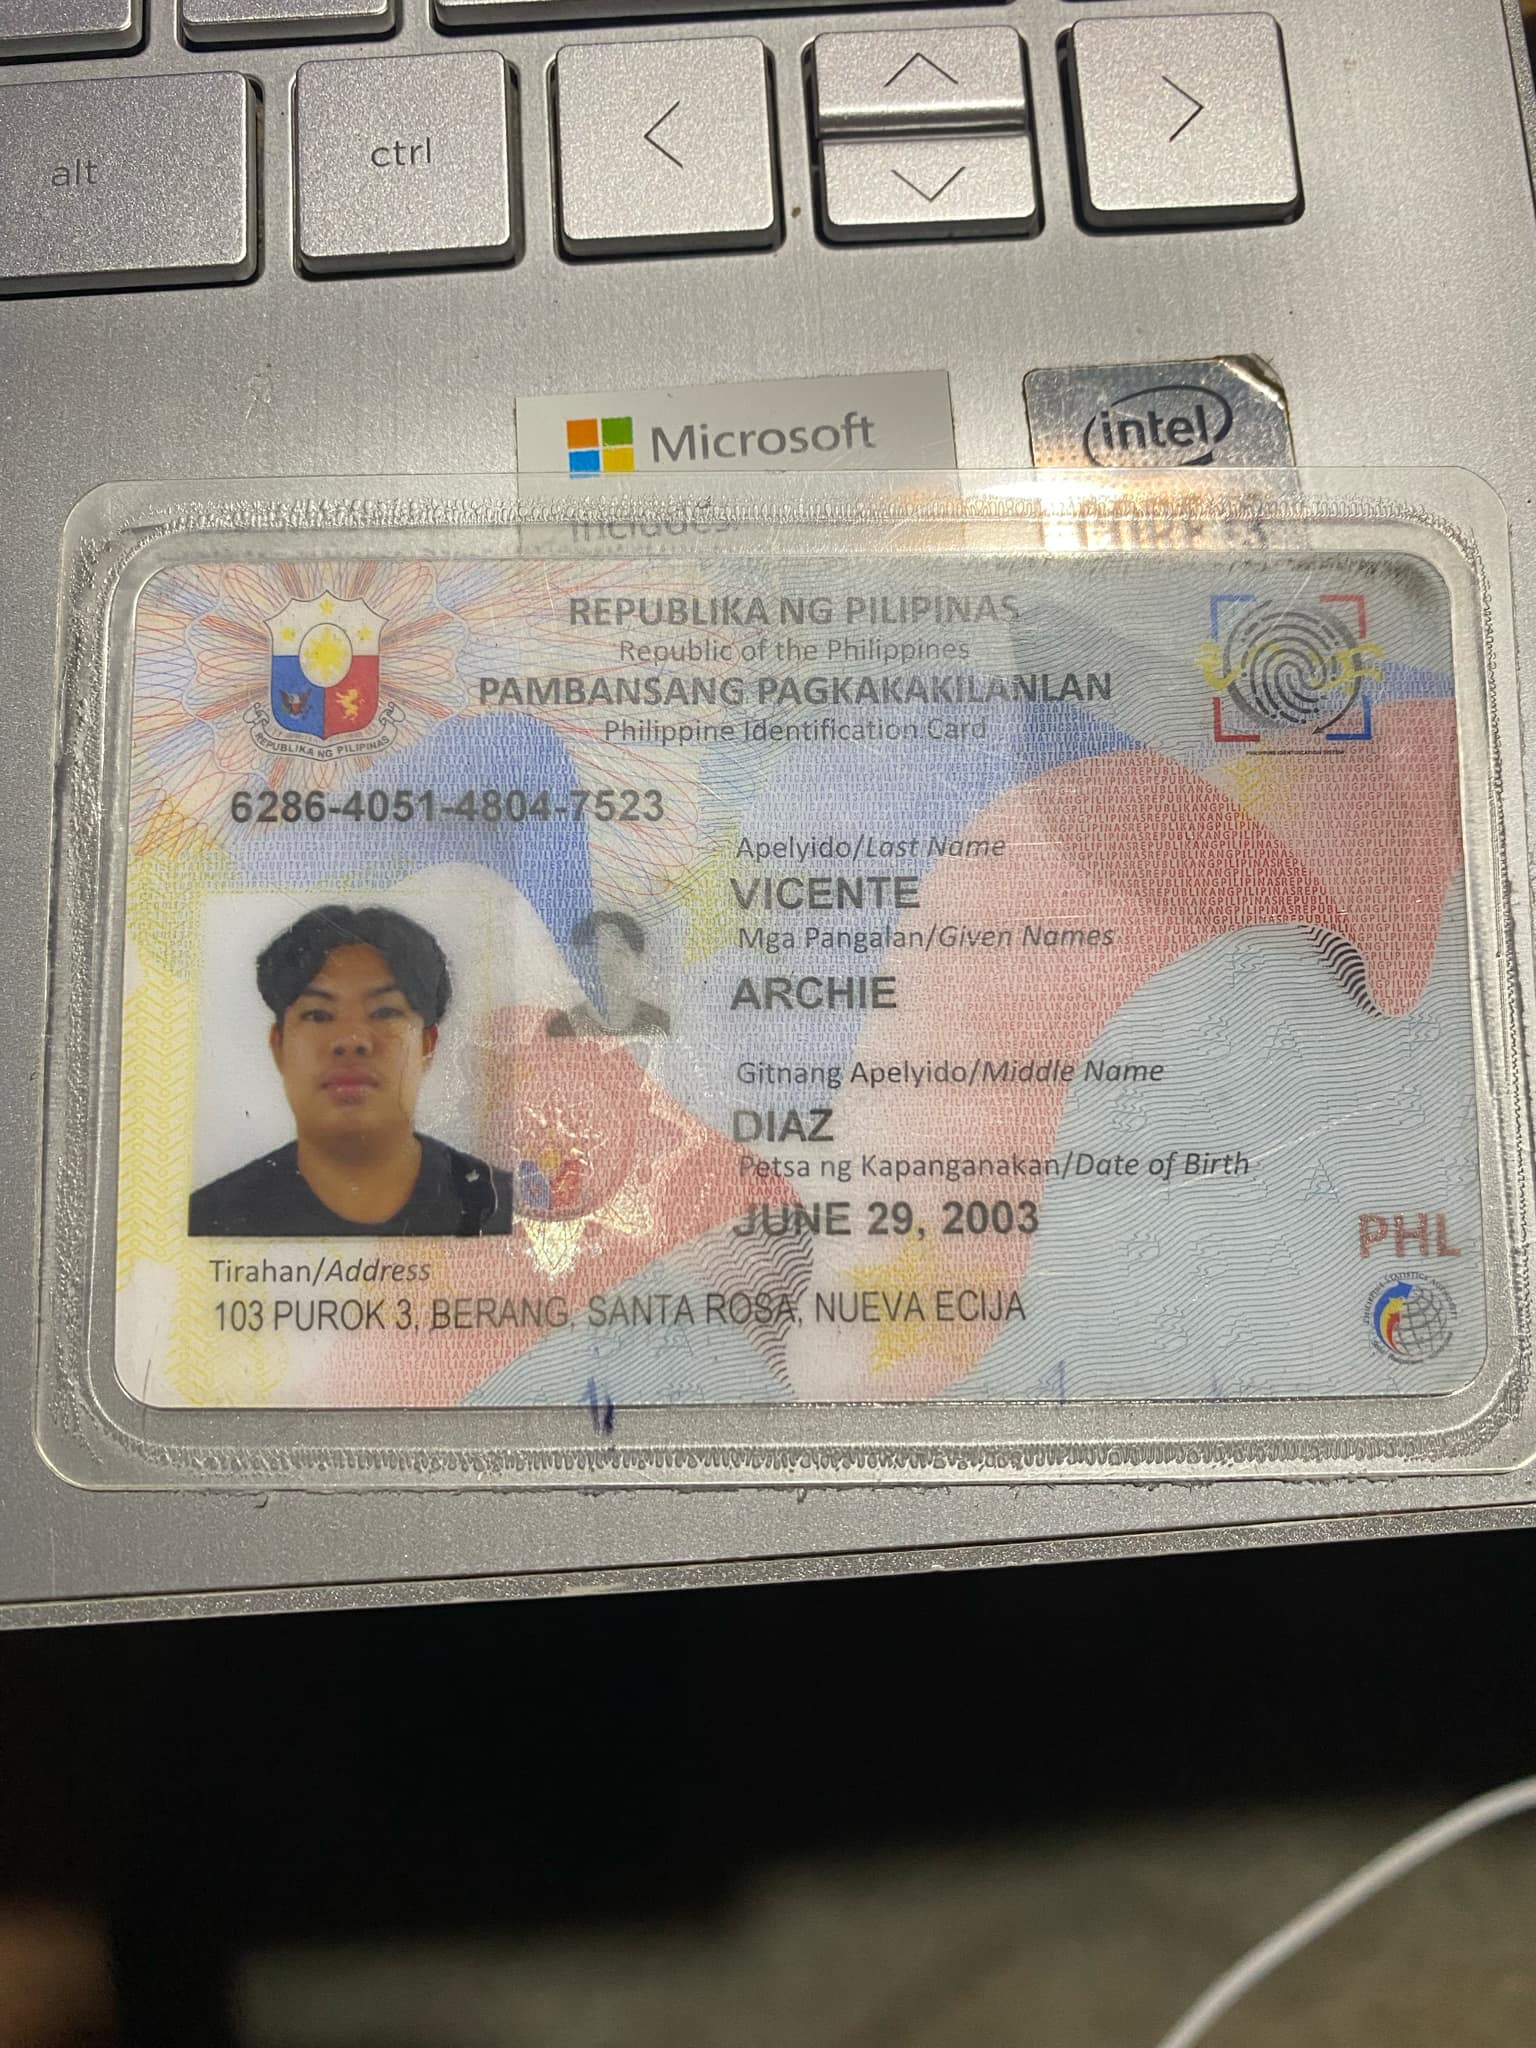 alt
ctrl
Microsoft
intel
REPUBLIKA NG PILIPINAS
Republic of the Philippines
PAMBANSANG PAGKAKAKILANLAN
Philippine Identification Card
REPUBLIKA NG PILIPINAS
6286-4051-4804-7523
Apelyido/Last Name
VICENTE
Mga Pangalan/Given Names
ARCHIE
Gitnang Apelyido/Middle Name
DIAZ
Petsa ng Kapanganakan/Date of Birth
JUNE 29, 2003
PHL
Tirahan/Address
103 PUROK 3, BERANG, SANTA ROSA, NUEVA ECIJA